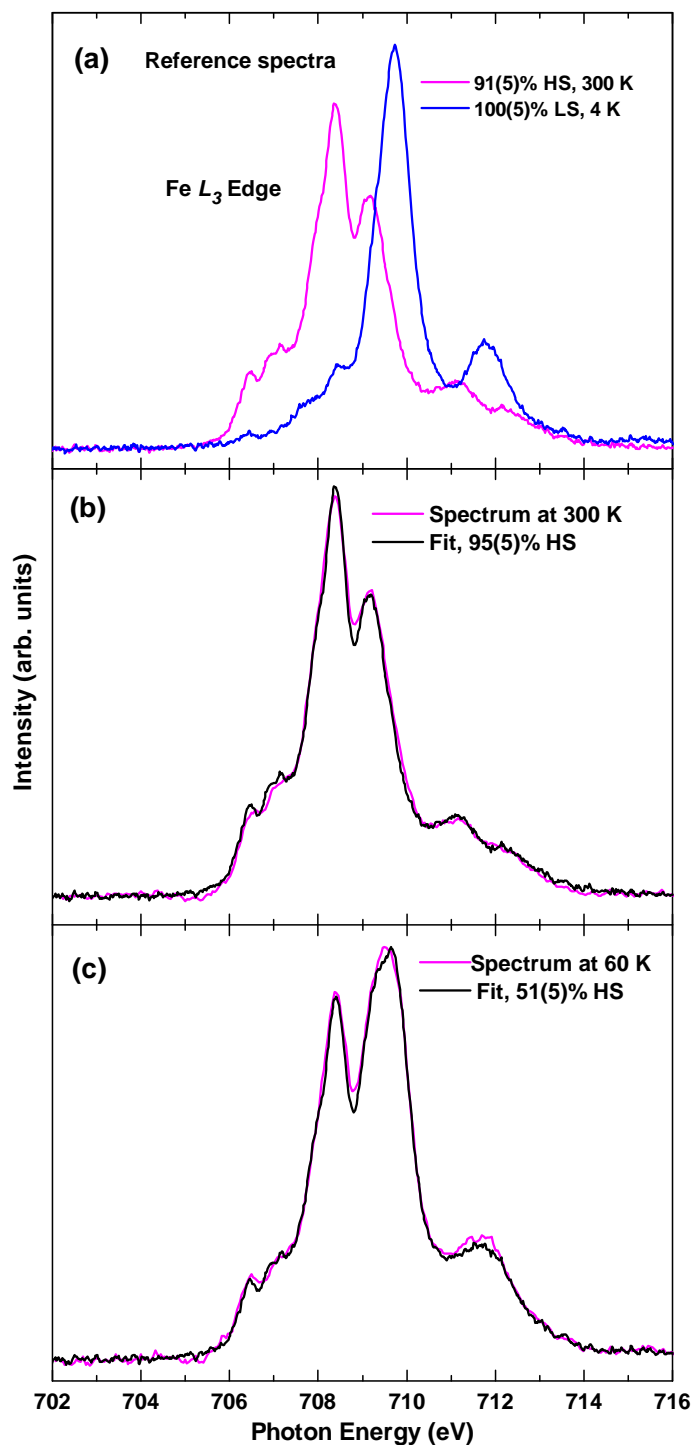 (a)
Reference spectra
91(5)% HS, 300 K
100(5)% LS, 4 K
Fe L3 Edge
(b)
Spectrum at 300 K
Fit, 95(5)% HS
Intensity (arb. units)
(c)
Spectrum at 60 K
Fit, 51(5)% HS
702 704 706 708 710 712 714 716
Photon Energy (eV)